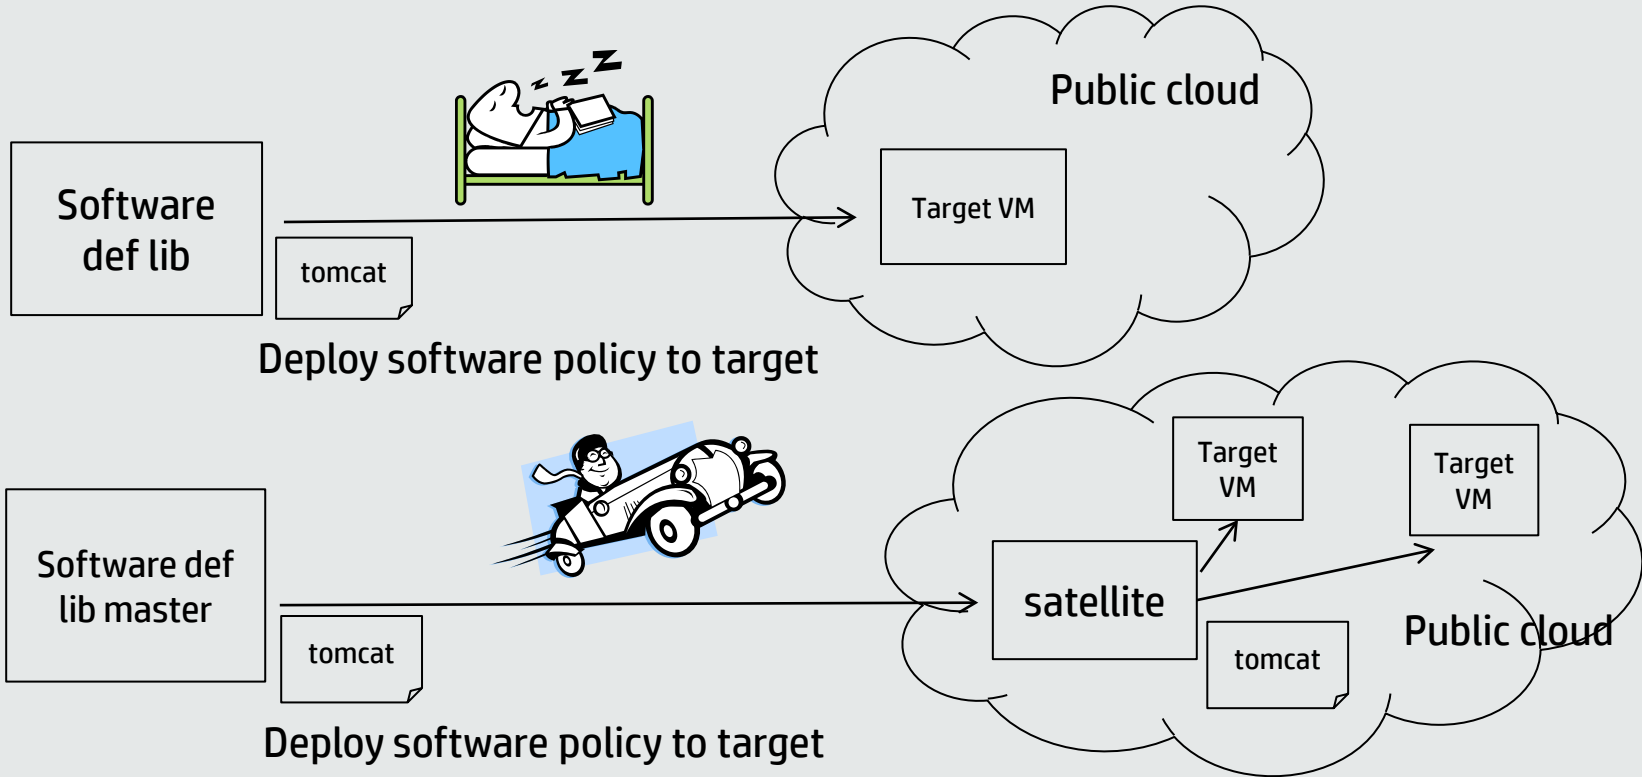 z z z
Public cloud
Software
def lib
Target VM
tomcat
Deploy software policy to target
Target
VM
Target
VM
Software def
lib master
satellite
Public cloud
tomcat
tomcat
Deploy software policy to target